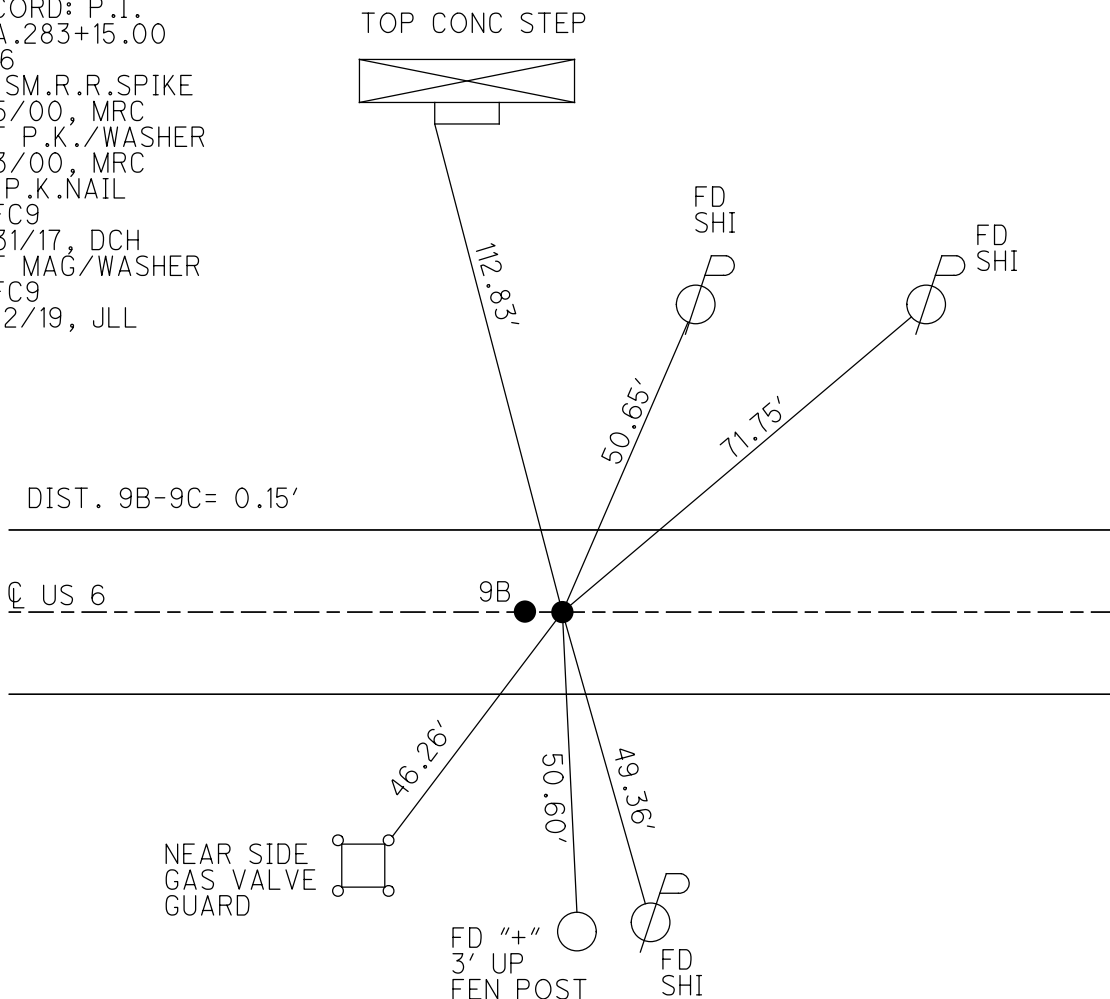 CORD: P.I.
A.283+15.00
6
SM.R.R.SPIKE
5/00, MRC
T P.K./WASHER
3/00, MRC
P.K.NAIL
FC9
31/17, DCH
T MAG/WASHER
FC9
2/19, JLL
TOP CONC STEP
FD
SHI
FD
SHI
112.83'
50.65'
71.75'
DIST. 9B-9C= 0.15'
℄ US 6
9B
46.26'
50.60'
49.36'
NEAR SIDE
GAS VALVE
GUARD
FD "+"
3' UP
FEN POST
FD
SHI